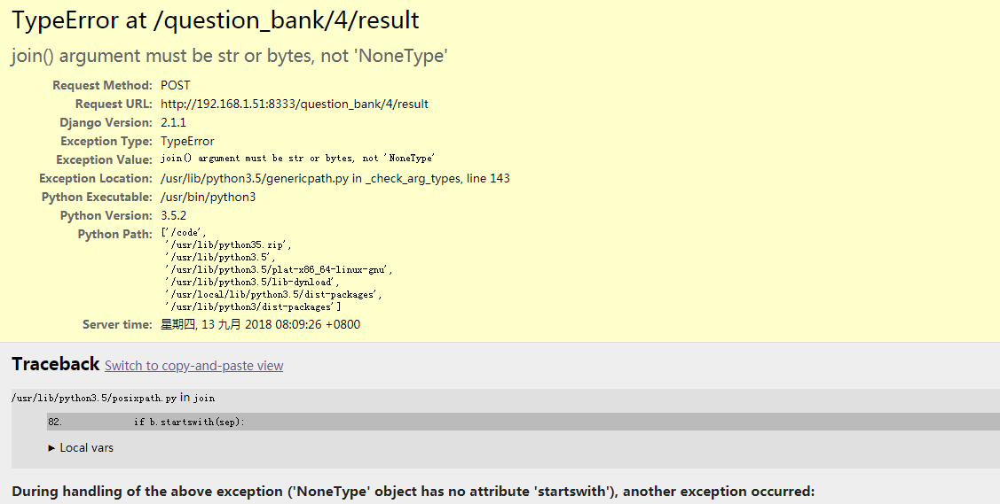 TypeError at /question_bank/4/result
join() argument must be str or bytes, not 'NoneType'
Request Method: POST
Request URL: http://192.168.1.51:8333/question_bank/4/result
Django Version: 2.1.1
Exception Type: TypeError
Exception Value: join() argument must be str or bytes, not 'NoneType'
Exception Location: /usr/lib/python3.5/genericpath.py in _check_arg_types, line 143
Python Executable: /usr/bin/python3
Python Version: 3.5.2
Python Path: ['/code',
'/usr/lib/python35.zip',
'/usr/lib/python3.5',
'/usr/lib/python3.5/plat-x86_64-linux-gnu',
'/usr/lib/python3.5/lib-dynload',
'/usr/local/lib/python3.5/dist-packages',
'/usr/lib/python3/dist-packages']
Server time: 星期四, 13 九月 2018 08:09:26 +0800
Traceback Switch to copy-and-paste view
/usr/lib/python3.5/posixpath.py in join
82. if b.startswith(sep):
▶ Local vars
During handling of the above exception ('NoneType' object has no attribute 'startswith'), another exception occurred: